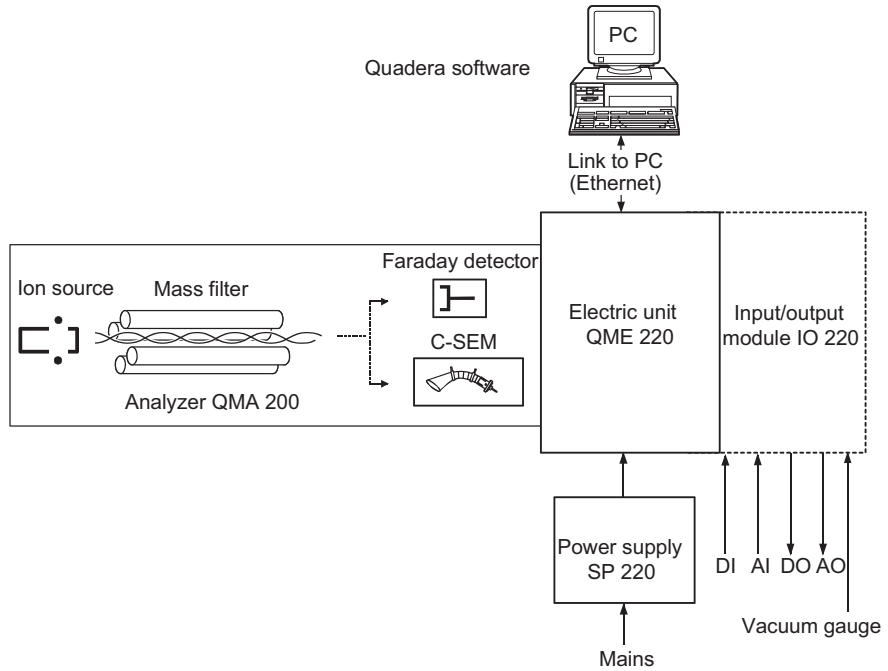 PC
Quadera software
Link to PC
(Ethernet)
Faraday detector
Ion source
Mass filter
C-SEM
Analyzer QMA 200
Electric unit
QME 220
Input/output
module IO 220
Power supply
SP 220
DI AI DO AO
Vacuum gauge
Mains